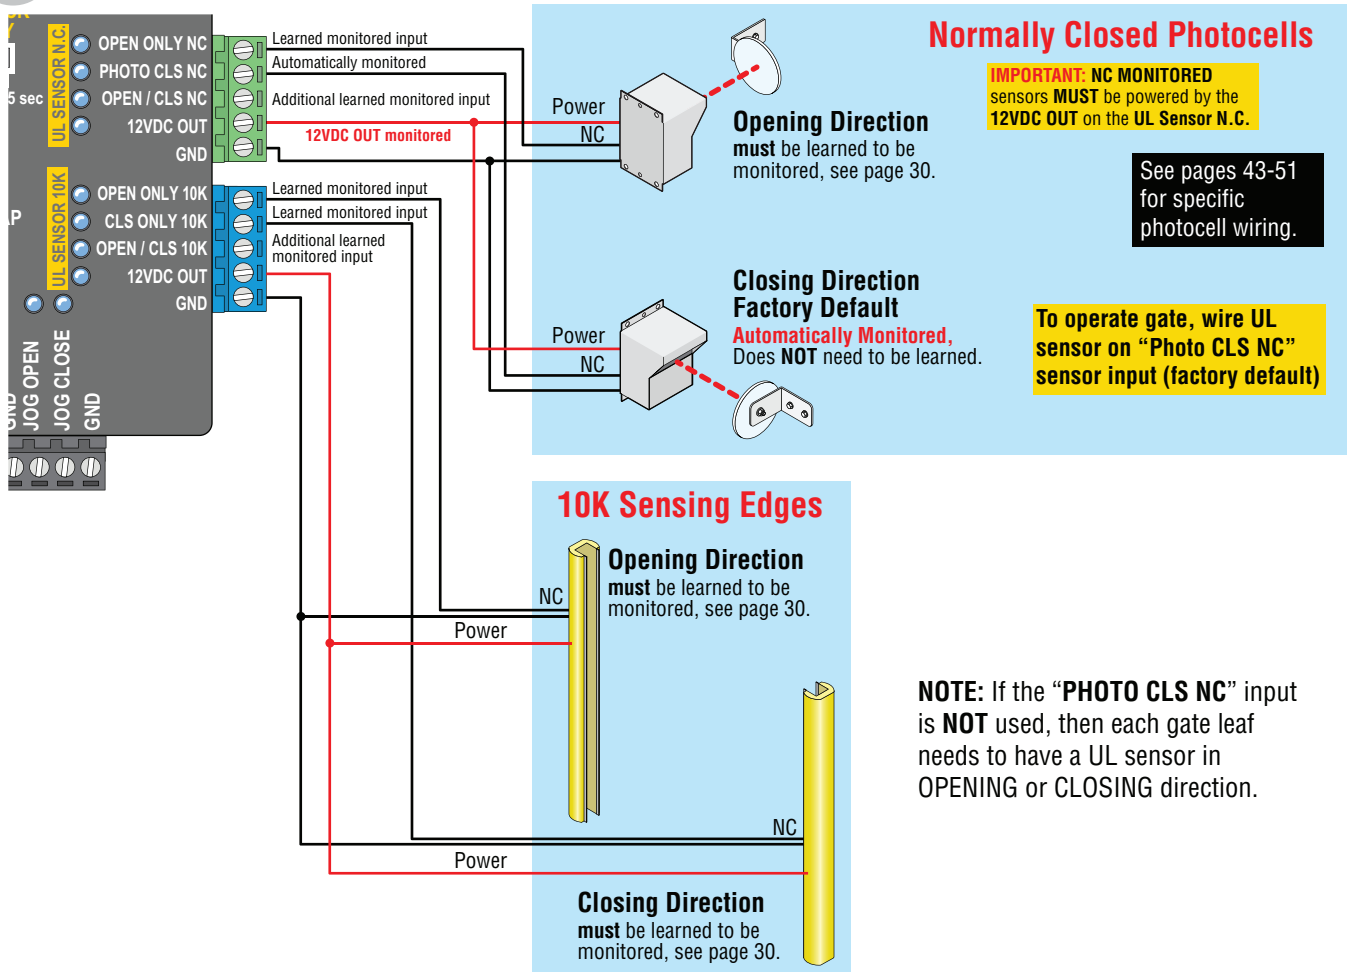 5 sec
UL SENSOR N.C.
OPEN ONLY NC
PHOTO CLS NC
OPEN / CLS NC
12VDC OUT
GND
Learned monitored input
Automatically monitored
Additional learned monitored input
12VDC OUT monitored
UL SENSOR 10K
OPEN ONLY 10K
CLS ONLY 10K
OPEN / CLS 10K
12VDC OUT
GND
Learned monitored input
Learned monitored input
Additional learned
monitored input
GND
JOG OPEN
JOG CLOSE
GND
Normally Closed Photocells
IMPORTANT: NC MONITORED
sensors MUST be powered by the
12VDC OUT on the UL Sensor N.C.
Power
NC
Opening Direction
must be learned to be
monitored, see page 30.
See pages 43-51
for specific
photocell wiring.
Closing Direction
Factory Default
Automatically Monitored,
Does NOT need to be learned.
Power
NC
To operate gate, wire UL
sensor on “Photo CLS NC”
sensor input (factory default)
10K Sensing Edges
Opening Direction
must be learned to be
monitored, see page 30.
NC
Power
NOTE: If the “PHOTO CLS NC” input
is NOT used, then each gate leaf
needs to have a UL sensor in
OPENING or CLOSING direction.
NC
Power
Closing Direction
must be learned to be
monitored, see page 30.